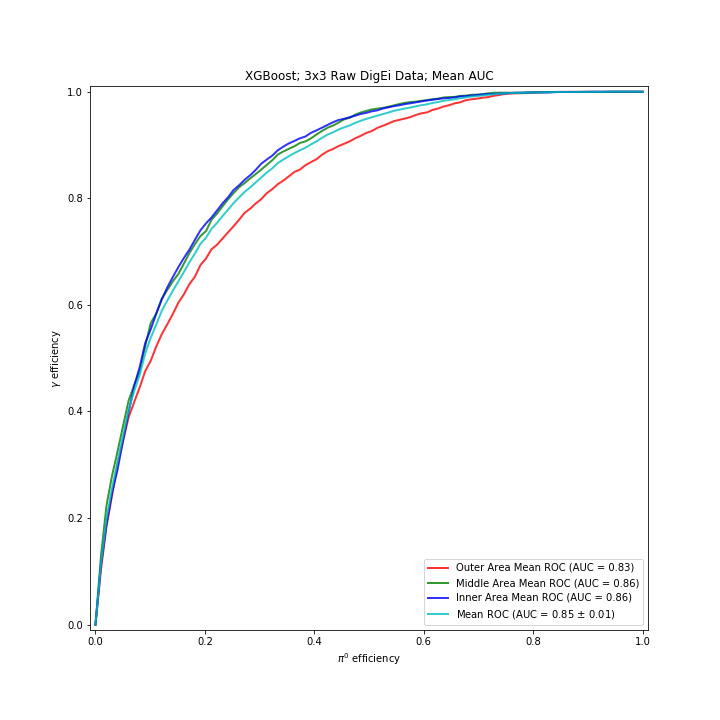 XGBoost; 3x3 Raw DigEi Data; Mean AUC
1.0
0.8
0.6
0.4
0.2
0.0
γ efficiency
0.0 0.2 0.4 0.6 0.8 1.0
π⁰ efficiency
Outer Area Mean ROC (AUC = 0.83)
Middle Area Mean ROC (AUC = 0.86)
Inner Area Mean ROC (AUC = 0.86)
Mean ROC (AUC = 0.85 ± 0.01)